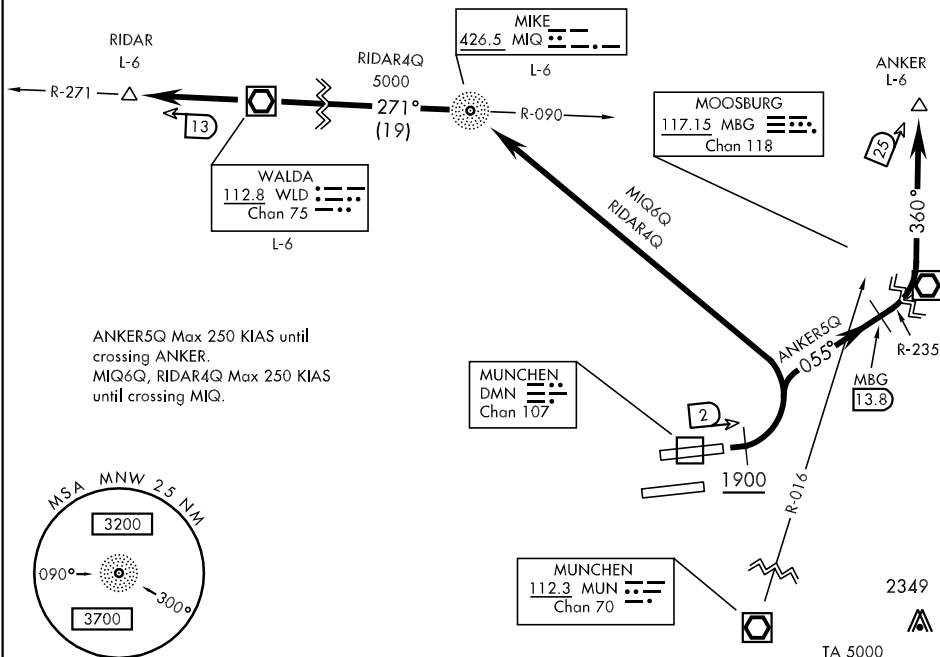 RIDAR
L-6
R-271
13
RIDAR4Q
5000
271°
(19)
MIKE
426.5 MIQ
L-6
R-090
WALDA
112.8 WLD
Chan 75
L-6
MOOSBURG
117.15 MBG
Chan 118
ANKER
L-6
25
360°
MIQ6Q
RIDAR4Q
ANKER5Q
055°
R-235
MBG
13.8
ANKER5Q Max 250 KIAS until
crossing ANKER.
MIQ6Q, RIDAR4Q Max 250 KIAS
until crossing MIQ.
MUNCHEN
DMN
Chan 107
2
1900
R-016
MSA MNW 25 NM
3200
090°
300°
3700
MUNCHEN
112.3 MUN
Chan 70
2349
TA 5000